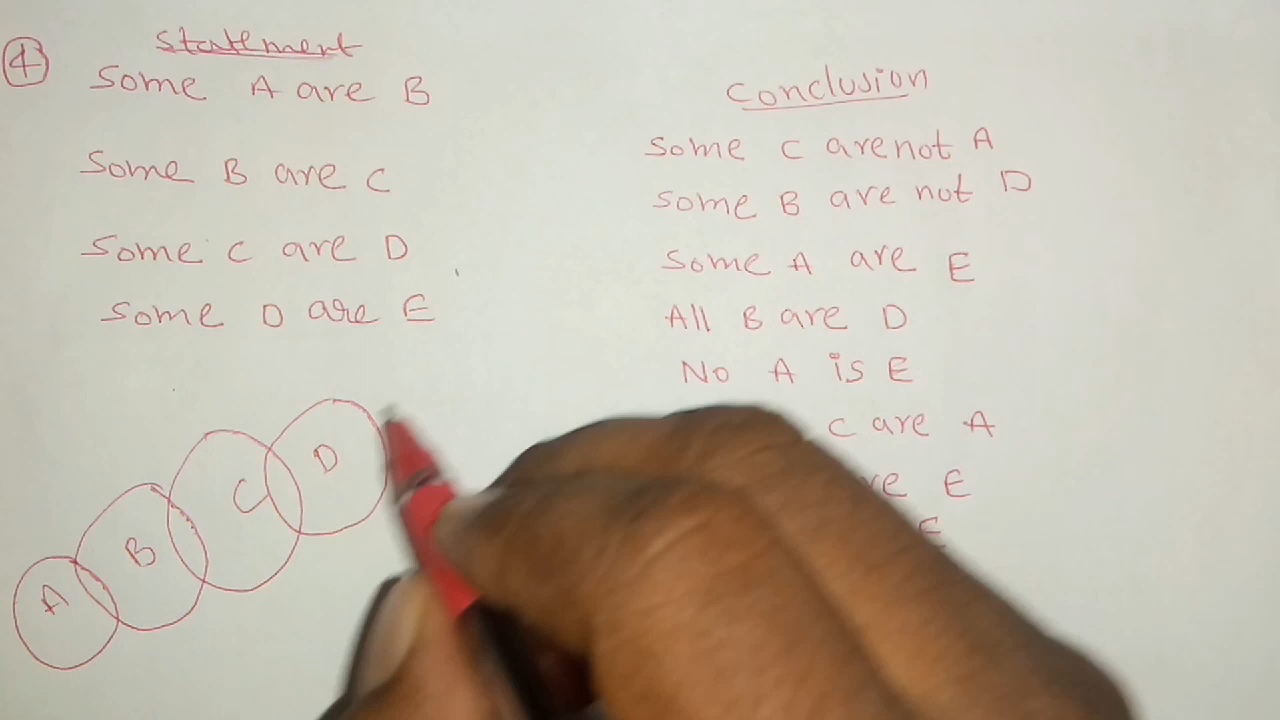 4
Statement
Some A are B
Some B are C
Some C are D
Some D are E
Conclusion
Some C are not A
Some B are not D
Some A are E
All B are D
No A is E
C are A
E
E
A
B
C
D